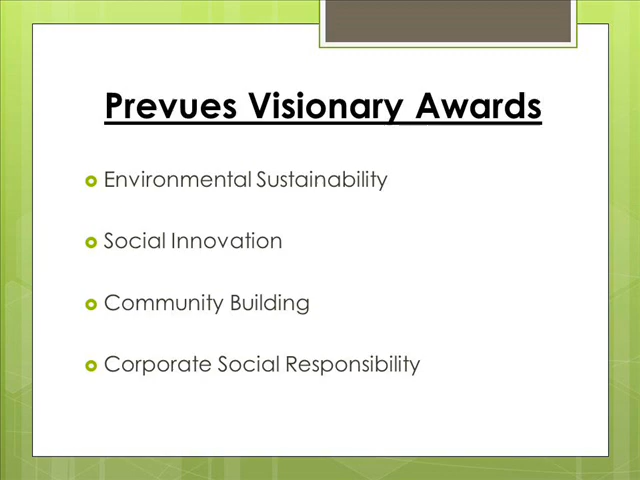 Prevues Visionary Awards
Environmental Sustainability
Social Innovation
Community Building
Corporate Social Responsibility